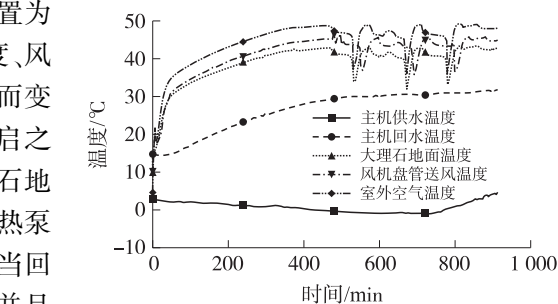 置为
度、风
而变
启之
石地
热泵
当回
并且
50
40
30
20
10
0
−10
温度/℃
主机供水温度
主机回水温度
大理石地面温度
风机盘管送风温度
室外空气温度
0 200 400 600 800 1 000
时间/min